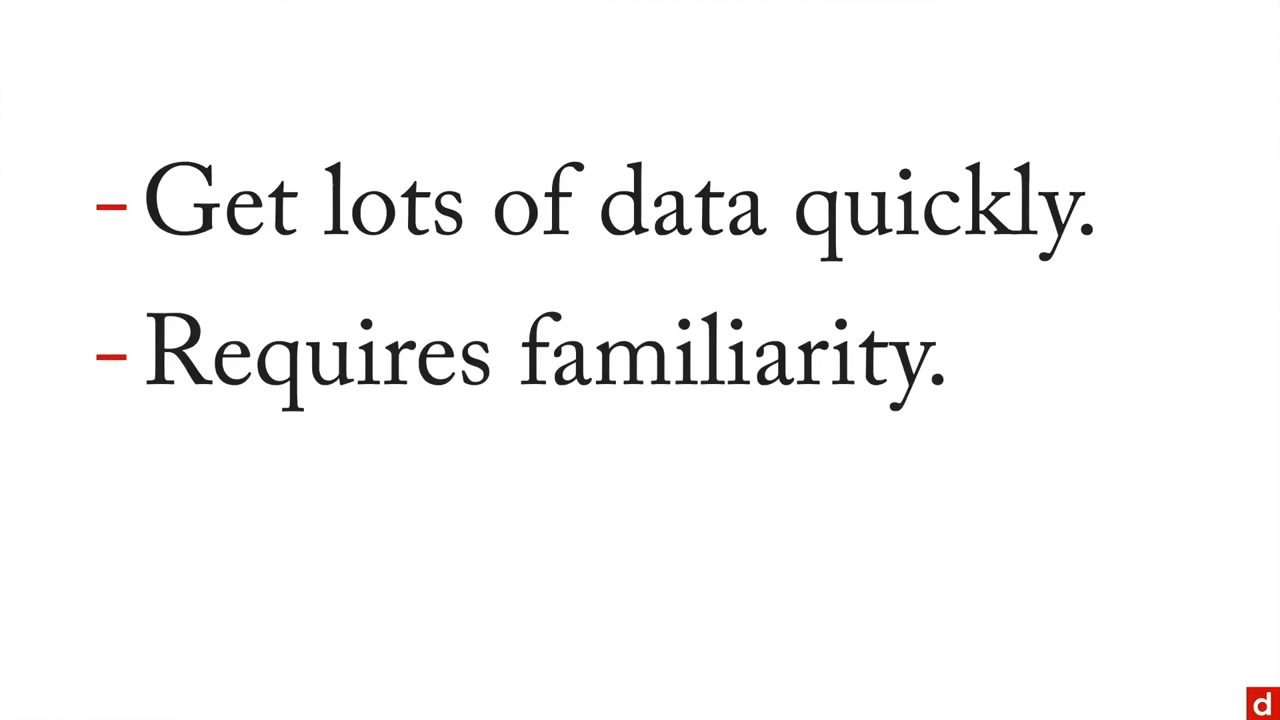 – Get lots of data quickly.
– Requires familiarity.
d